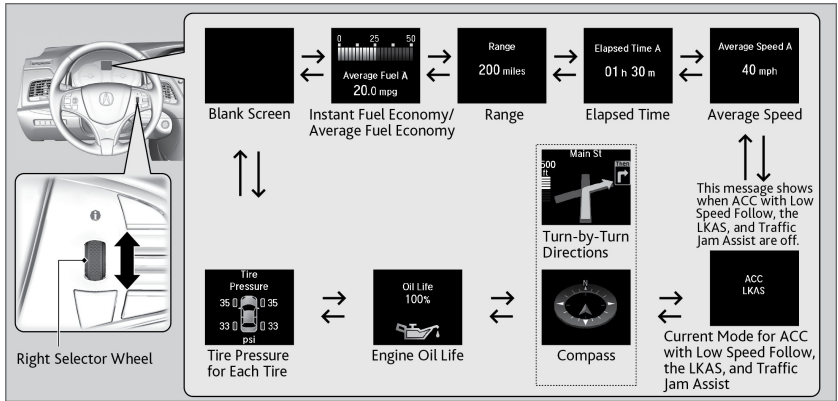 0 25 50
Average Fuel A
20.0 mpg
Range
200 miles
Elapsed Time A
01 h 30 m
Average Speed A
40 mph
Blank Screen
Instant Fuel Economy/
Average Fuel Economy
Range
Elapsed Time
Average Speed
Main St
500
ft
Then
Turn-by-Turn
Directions
This message shows
when ACC with Low
Speed Follow, the
LKAS, and Traffic
Jam Assist are off.
i
Right Selector Wheel
Tire
Pressure
35 35
33 33
psi
Tire Pressure
for Each Tire
Oil Life
100%
Engine Oil Life
N
Compass
ACC
LKAS
Current Mode for ACC
with Low Speed Follow,
the LKAS, and Traffic
Jam Assist